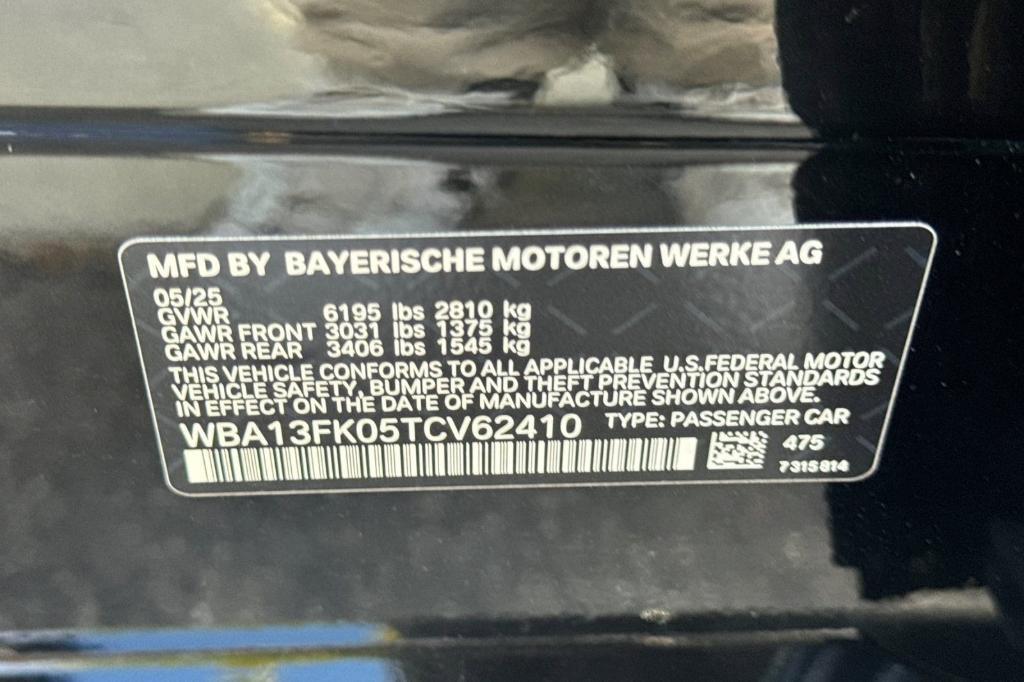 MFD BY BAYERISCHE MOTOREN WERKE AG
05/25
GVWR 6195 lbs 2810 kg
GAWR FRONT 3031 lbs 1375 kg
GAWR REAR 3406 lbs 1545 kg
THIS VEHICLE CONFORMS TO ALL APPLICABLE U.S.FEDERAL MOTOR
VEHICLE SAFETY, BUMPER AND THEFT PREVENTION STANDARDS
IN EFFECT ON THE DATE OF MANUFACTURE SHOWN ABOVE.
WBA13FK05TCV62410 TYPE: PASSENGER CAR
475
7315814